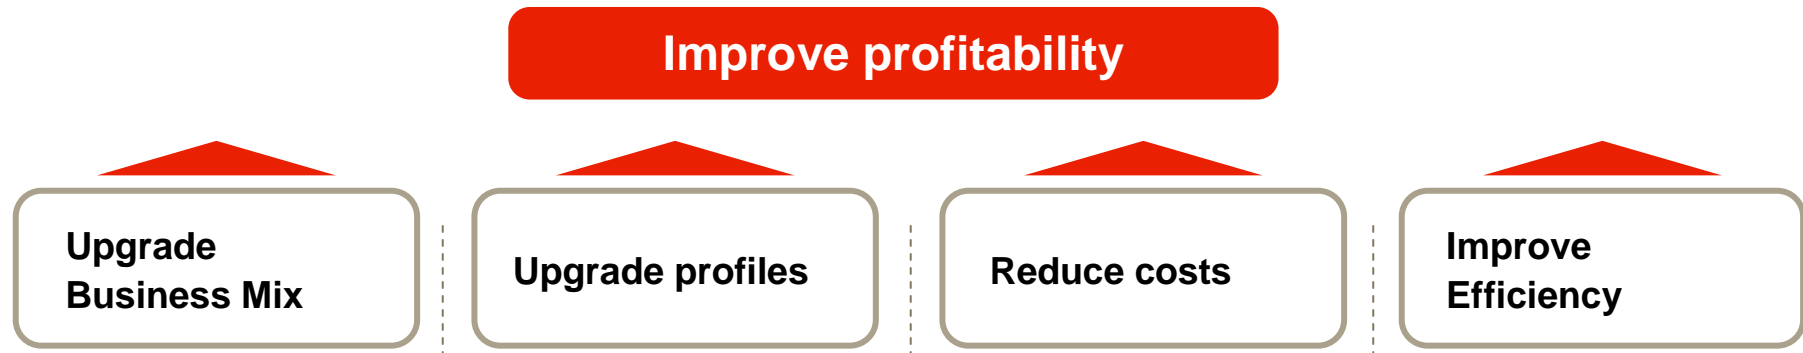 Improve profitability
Upgrade
Business Mix
Upgrade profiles
Reduce costs
Improve
Efficiency